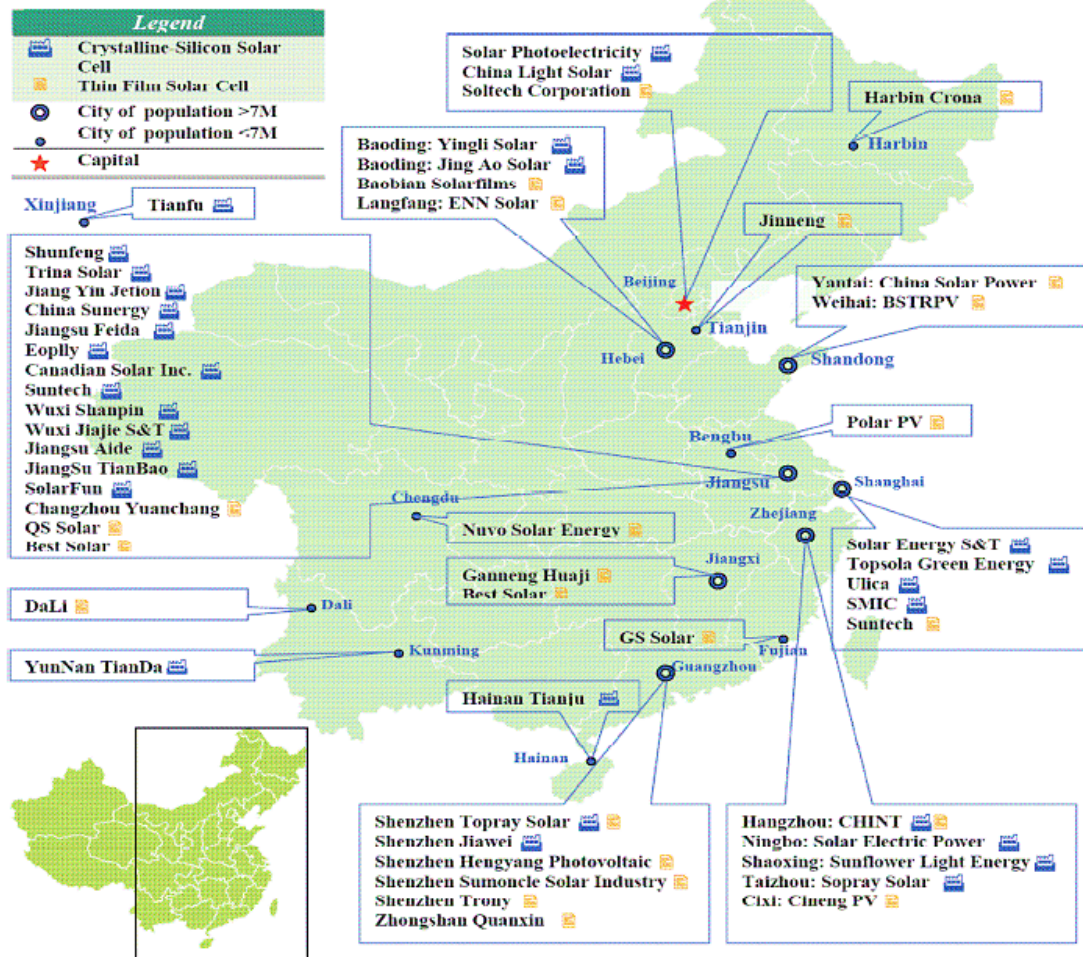 Legend
Crystalline-Silicon Solar
Cell
Thin Film Solar Cell
City of population >7M
City of population <7M
Capital
Solar Photoelectricity
China Light Solar
Soltech Corporation
Harbin Crona
Harbin
Baoding: Yingli Solar
Baoding: Jing Ao Solar
Baobian Solarfilms
Langfang: ENN Solar
Xinjiang
Tianfu
Jinneng
Shunfeng
Trina Solar
Jiang Yin Jetion
China Sunergy
Jiangsu Feida
Eoplly
Canadian Solar Inc.
Suntech
Wuxi Shanpin
Wuxi Jiajie S&T
Jiangsu Aide
JiangSu TianBao
SolarFun
Changzhou Yuanchang
QS Solar
Best Solar
Beijing
Tianjin
Hebei
Yantai: China Solar Power
Weihai: BSTRPV
Shandong
Polar PV
Bengbu
Jiangsu
Shanghai
Chengdu
Nuvo Solar Energy
Zhejiang
Solar Energy S&T
Topsola Green Energy
Ulica
SMIC
Suntech
Jiangxi
Ganneng Huaji
Best Solar
DaLi
Dali
GS Solar
Fujian
YunNan TianDa
Kunming
Guangzhou
Hainan Tianju
Hainan
Shenzhen Topray Solar
Shenzhen Jiawei
Shenzhen Hengyang Photovoltaic
Shenzhen Sumoncle Solar Industry
Shenzhen Trony
Zhongshan Quanxin
Hangzhou: CHINT
Ningbo: Solar Electric Power
Shaoxing: Sunflower Light Energy
Taizhou: Sopray Solar
Cixi: Cineng PV